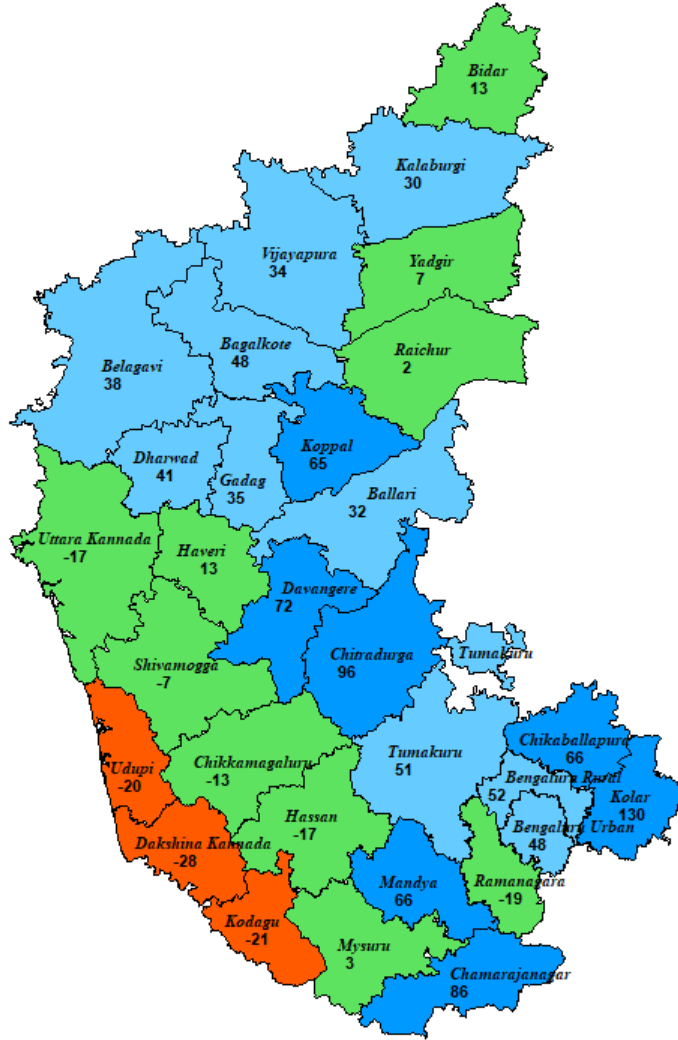 Bidar
13
Kalaburgi
30
Vijayapura
34
Yadgir
7
Bagalkote
48
Raichur
2
Belagavi
38
Koppal
65
Dharwad
41
Gadag
35
Ballari
32
Uttara Kannada
-17
Haveri
13
Davangere
72
Chitradurga
96
Tumakuru
Shivamogga
-7
Chikkamagaluru
-13
Tumakuru
51
Chikaballapura
66
Udupi
-20
Bengaluru Rural
52
Kolar
130
Hassan
-17
Bengaluru Urban
48
Dakshina Kannada
-28
Mandya
66
Ramanagara
-19
Kodagu
-21
Mysuru
3
Chamarajanagar
86